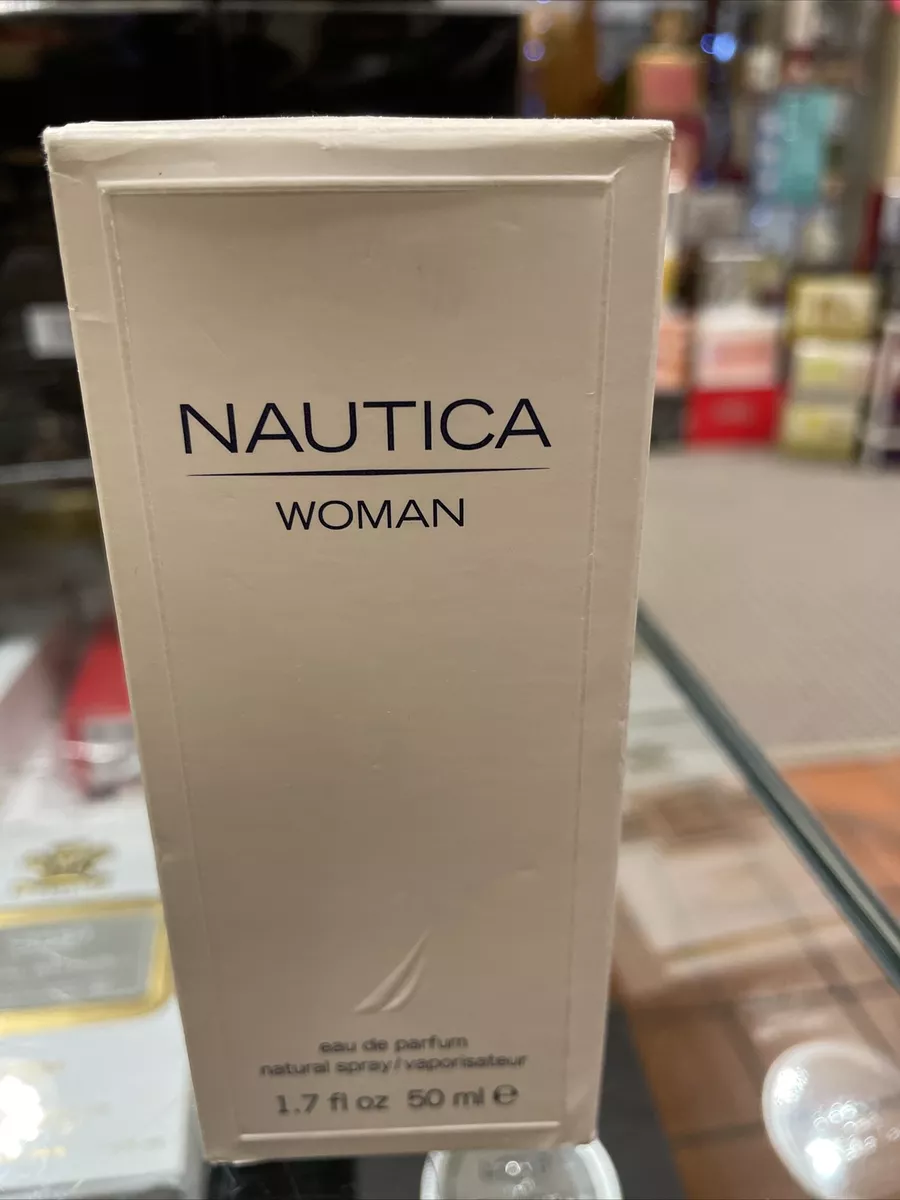 NAUTICA
WOMAN
eau de parfum
natural spray/vaporisateur
1.7 fl oz 50 ml ℮